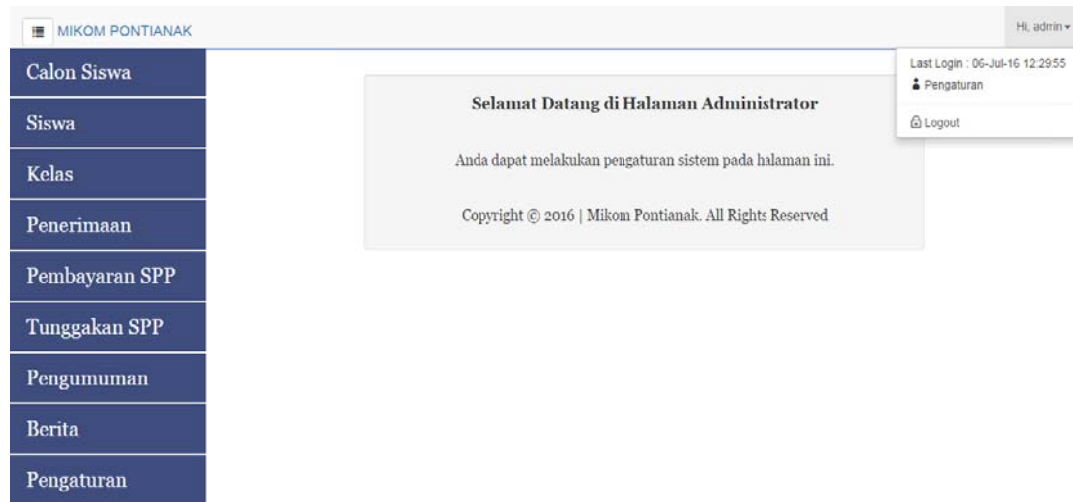 MIKOM PONTIANAK
Hi, admin
Last Login : 06-Jul-16 12:29:55
Pengaturan
Logout
Calon Siswa
Siswa
Kelas
Penerimaan
Pembayaran SPP
Tunggakan SPP
Pengumuman
Berita
Pengaturan
Selamat Datang di Halaman Administrator
Anda dapat melakukan pengaturan sistem pada halaman ini.
Copyright © 2016 | Mikom Pontianak. All Rights Reserved